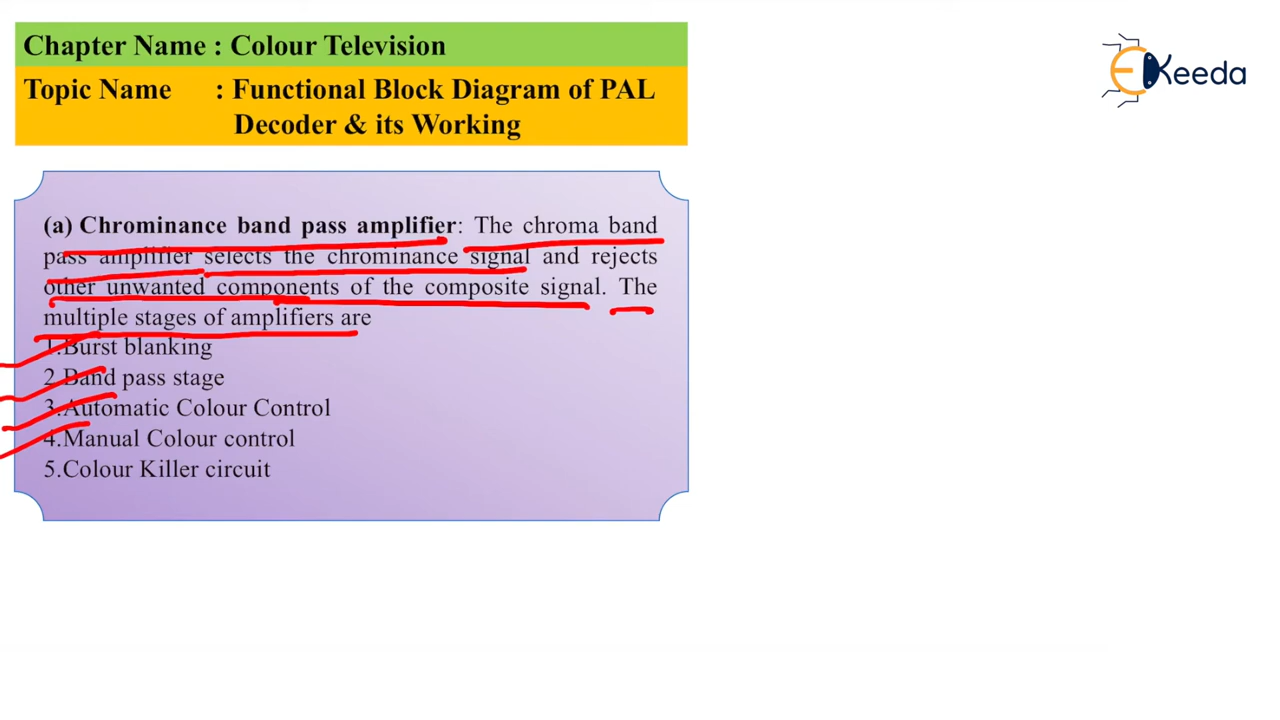 Chapter Name : Colour Television
Topic Name : Functional Block Diagram of PAL
Decoder & its Working
Ekeeda
(a) Chrominance band pass amplifier: The chroma band
pass amplifier selects the chrominance signal and rejects
other unwanted components of the composite signal. The
multiple stages of amplifiers are
1.Burst blanking
2.Band pass stage
3.Automatic Colour Control
4.Manual Colour control
5.Colour Killer circuit